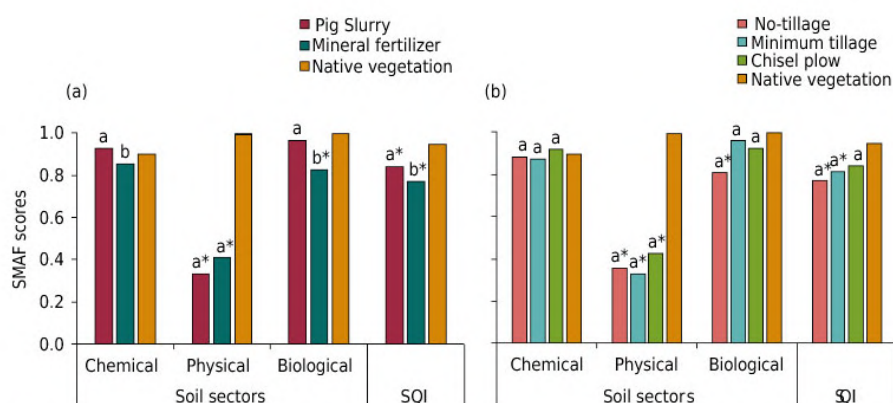 Pig Slurry
Mineral fertilizer
Native vegetation
(a)
SMAF scores
1.0
0.8
0.6
0.4
0.2
0.0
a
b
a*
a*
a
b*
a*
b*
Chemical
Physical
Biological
Soil sectors
SQI
No-tillage
Minimum tillage
Chisel plow
Native vegetation
(b)
a
a
a
a*
a*
a*
a*
a
a
a*
a*
a
Chemical
Physical
Biological
Soil sectors
SQI